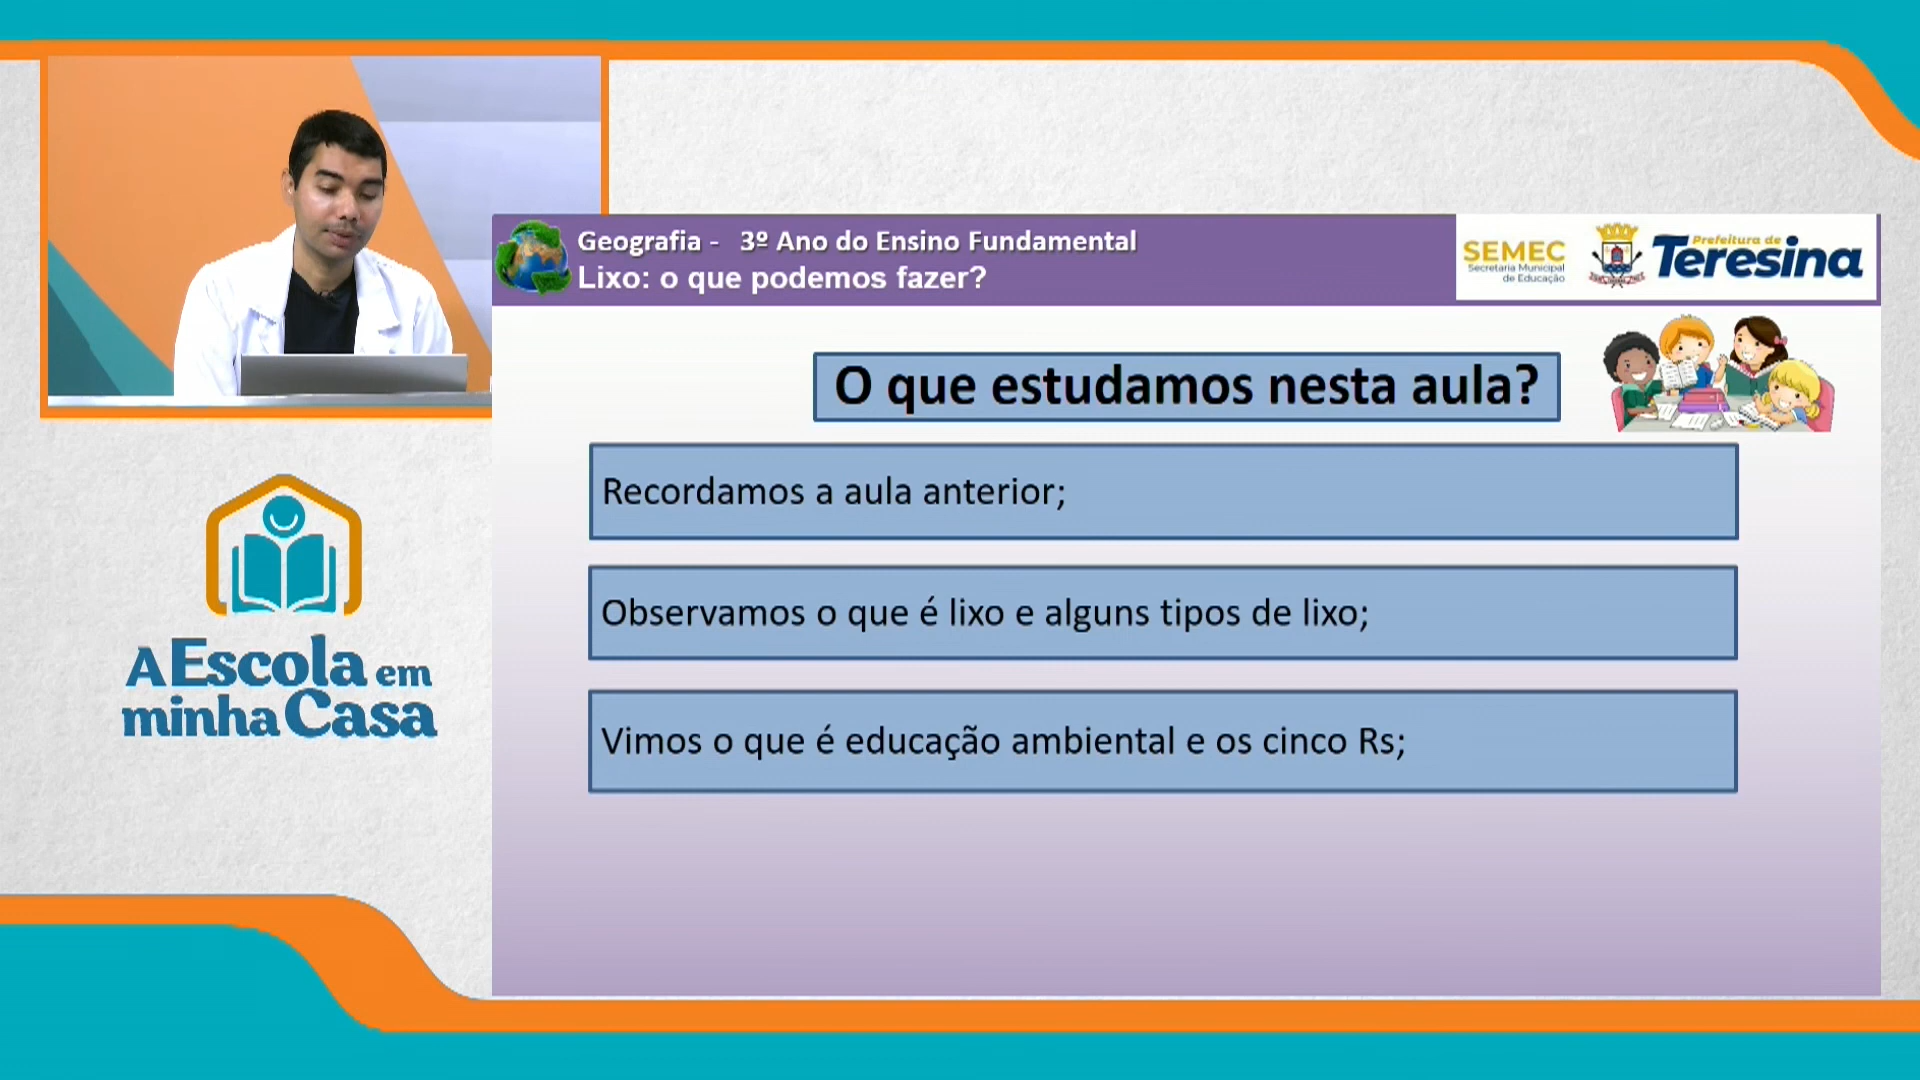 Geografia - 3º Ano do Ensino Fundamental
Lixo: o que podemos fazer?
SEMEC
Secretaria Municipal
de Educação
Prefeitura de
Teresina
O que estudamos nesta aula?
Recordamos a aula anterior;
Observamos o que é lixo e alguns tipos de lixo;
Vimos o que é educação ambiental e os cinco Rs;
A Escola em
minha Casa